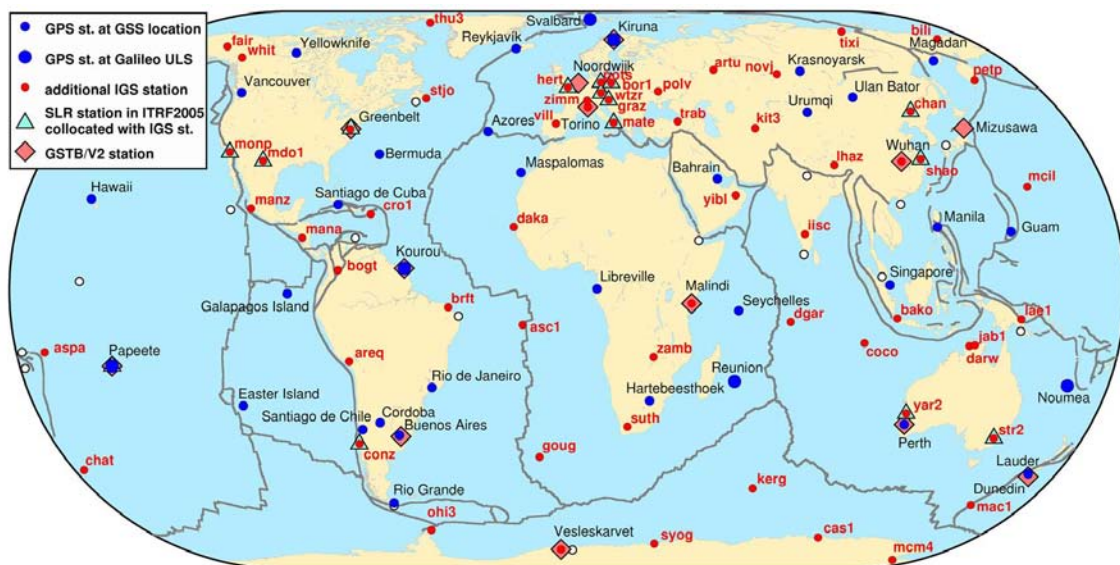 GPS st. at GSS location
GPS st. at Galileo ULS
additional IGS station
SLR station in ITRF2005
collocated with IGS st.
GSTB/V2 station
thu3
Svalbard
Kiruna
fair
whit
Yellowknife
Reykjavík
tixi
bili
Magadan
Vancouver
stjo
hert
Noordwijk
pots
bor1
wtzr
zimm
graz
polv
artu
novj
Krasnoyarsk
petp
Ulan Bator
chan
Greenbelt
Azores
vill
Torino
mate
trab
kit3
Urumqi
Mizusawa
monp
mdo1
Bermuda
Maspalomas
Bahrain
lhaz
Wuhan
shao
Hawaii
manz
Santiago de Cuba
cro1
yibl
mcil
mana
daka
iisc
Manila
Guam
bogt
Kourou
Galapagos Island
Libreville
Malindi
Seychelles
Singapore
brft
asc1
dgar
bako
lae1
aspa
Papeete
areq
zamb
coco
jab1
darw
Rio de Janeiro
Hartebeesthoek
Reunion
Noumea
Easter Island
Santiago de Chile
Cordoba
Buenos Aires
suth
yar2
Perth
str2
chat
conz
goug
Lauder
Dunedin
Rio Grande
kerg
mac1
ohi3
Vesleskarvet
syog
cas1
mcm4